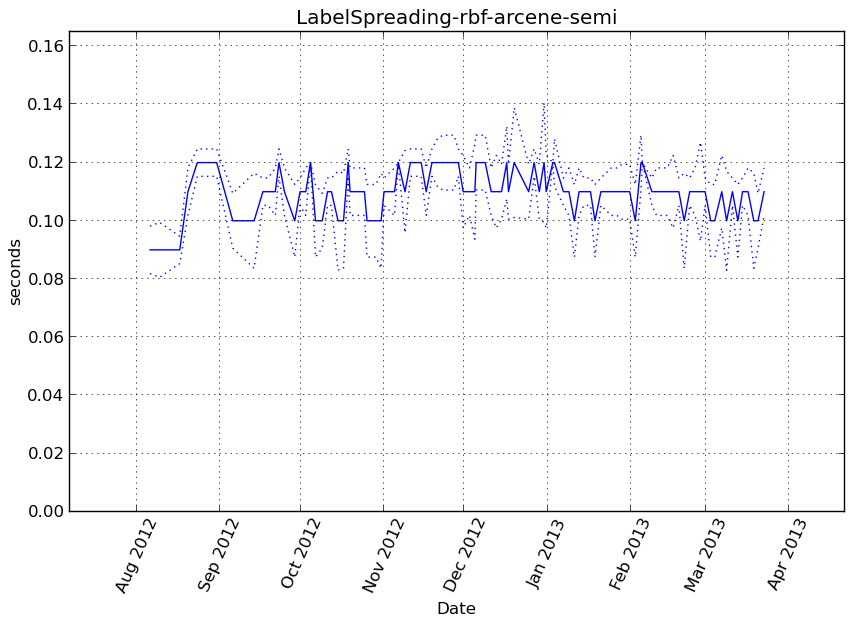 LabelSpreading-rbf-arcene-semi
0.16
0.14
0.12
0.10
0.08
0.06
0.04
0.02
0.00
seconds
Aug 2012
Sep 2012
Oct 2012
Nov 2012
Dec 2012
Jan 2013
Feb 2013
Mar 2013
Apr 2013
Date